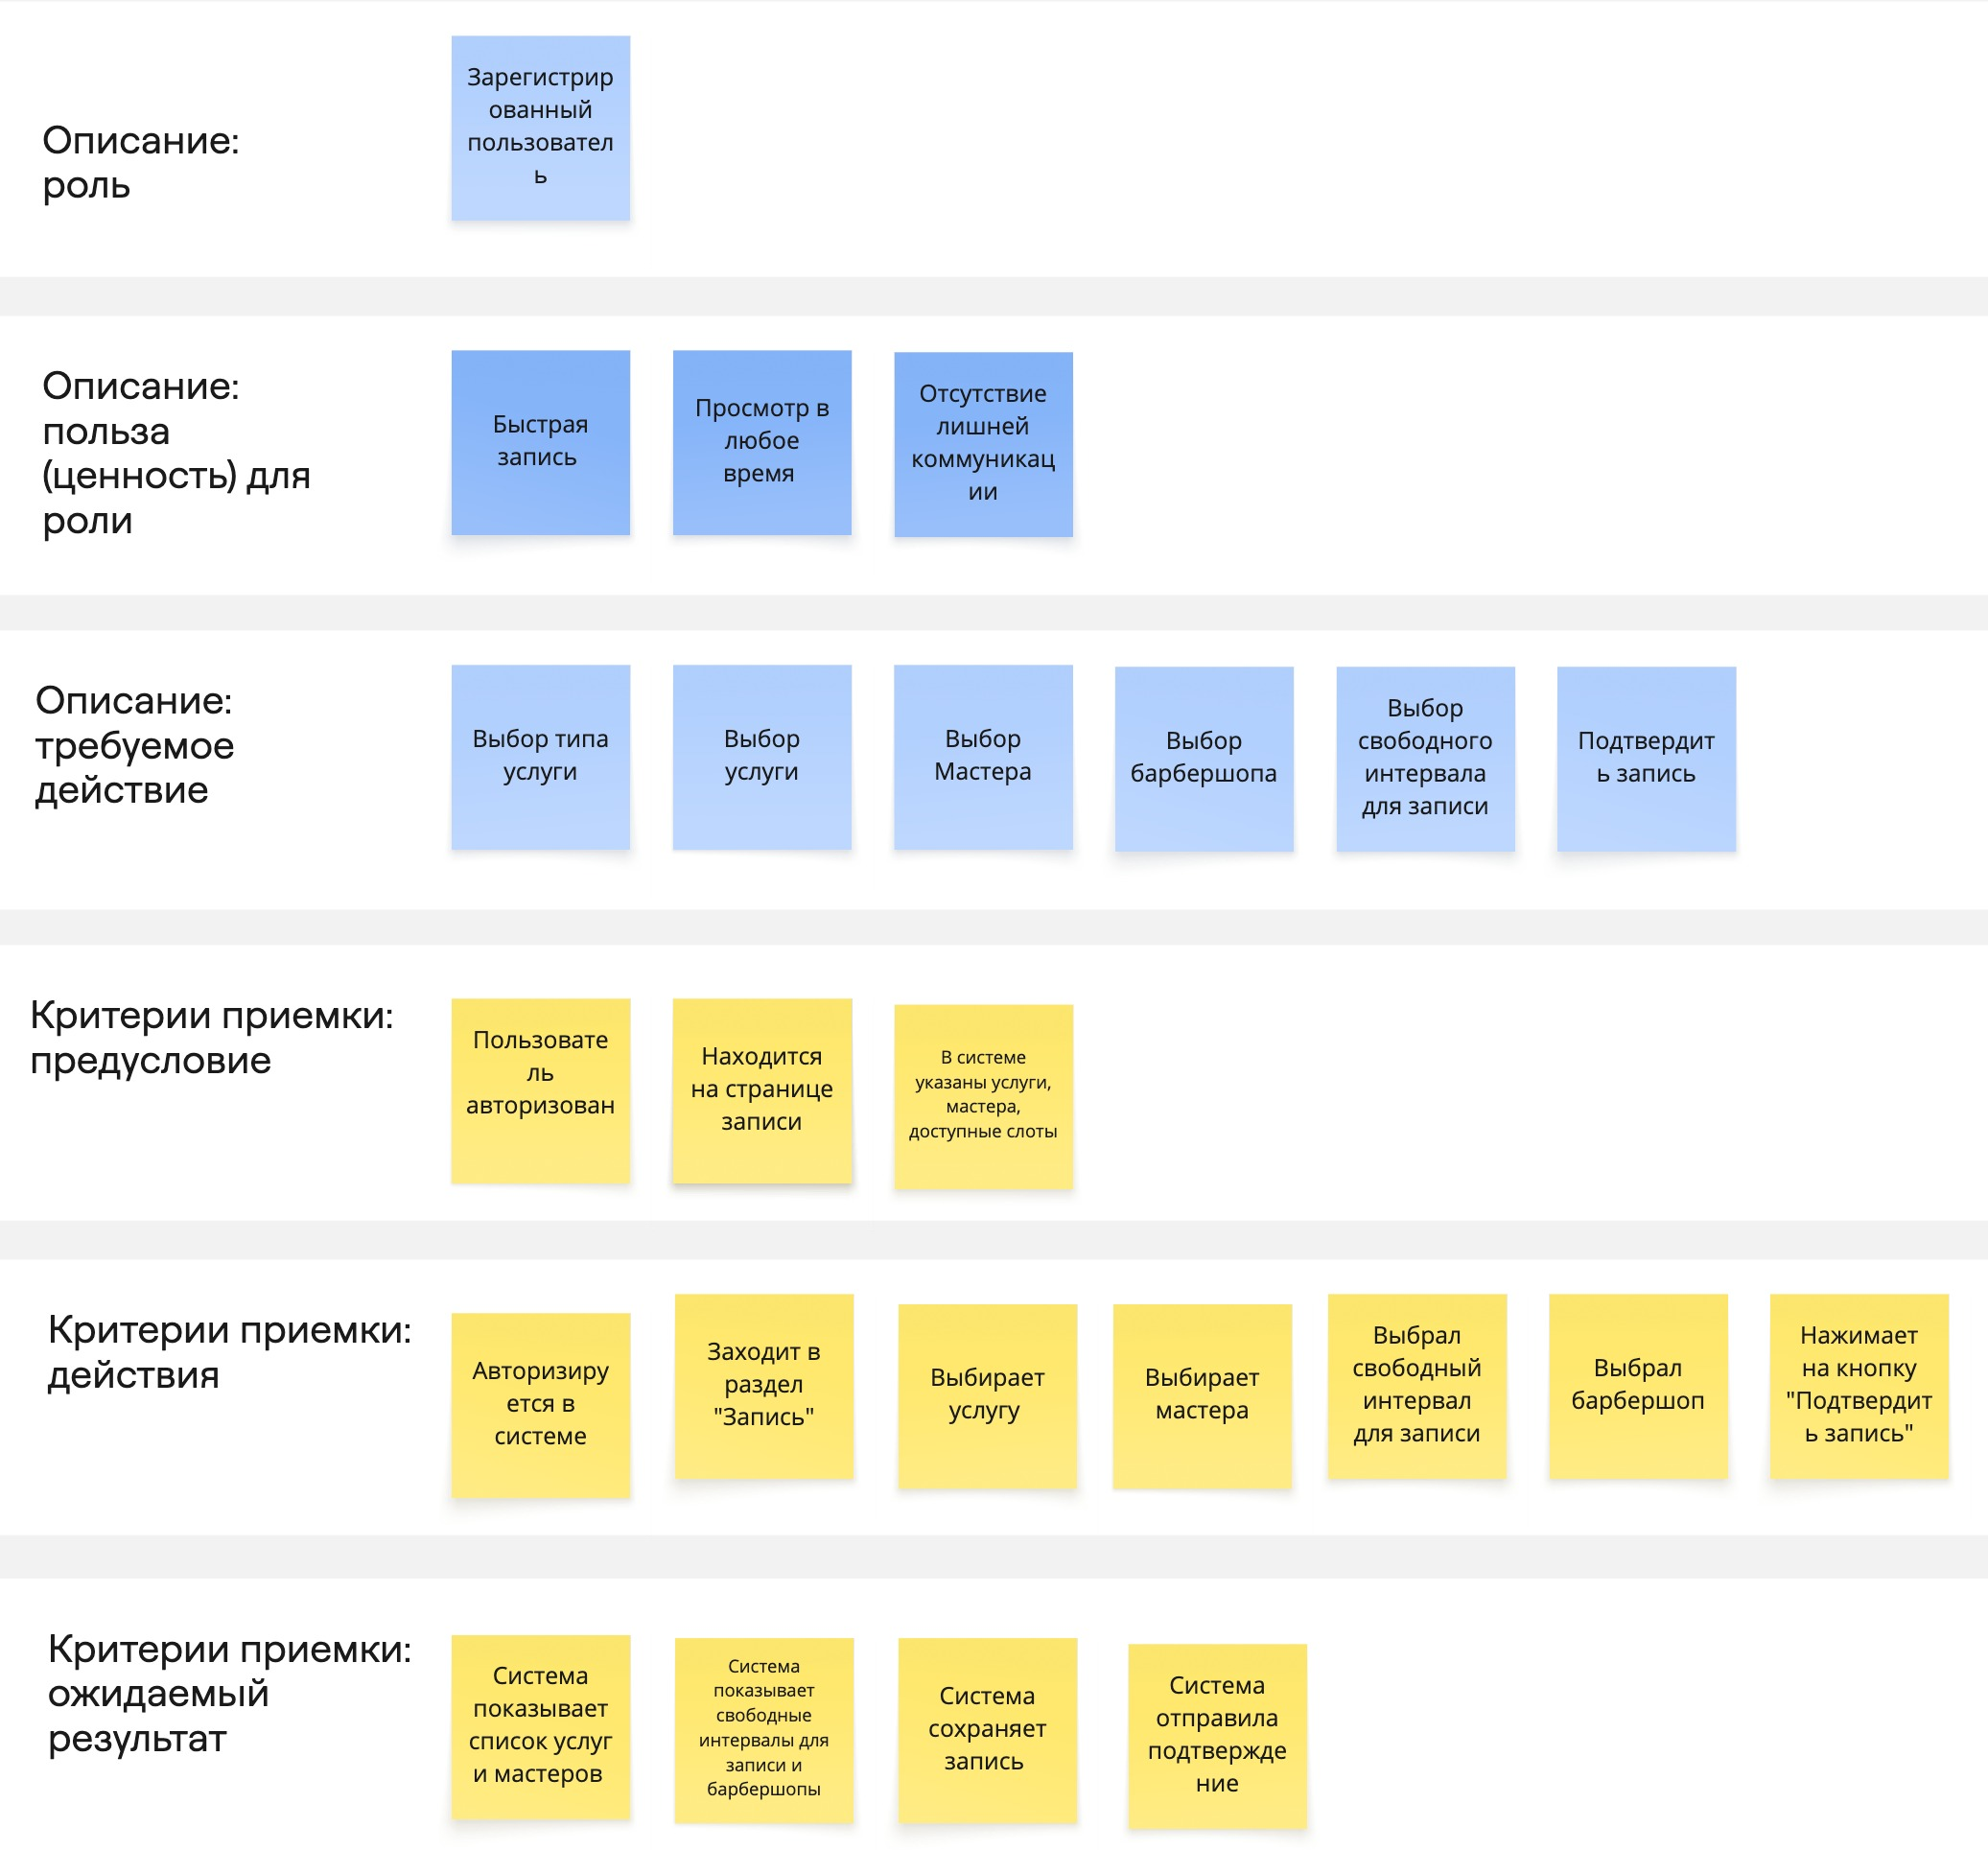 Описание:
роль
Зарегистрир
ованный
пользовател
ь
Описание:
польза
(ценность) для
роли
Быстрая
запись
Просмотр в
любое
время
Отсутствие
лишней
коммуникац
ии
Описание:
требуемое
действие
Выбор типа
услуги
Выбор
услуги
Выбор
Мастера
Выбор
барбершопа
Выбор
свободного
интервала
для записи
Подтвердит
ь запись
Критерии приемки:
предусловие
Пользовате
ль
авторизован
Находится
на странице
записи
В системе
указаны услуги,
мастера,
доступные слоты
Критерии приемки:
действия
Авторизиру
ется в
системе
Заходит в
раздел
"Запись"
Выбирает
услугу
Выбирает
мастера
Выбрал
свободный
интервал
для записи
Выбрал
барбершоп
Нажимает
на кнопку
"Подтвердит
ь запись"
Критерии приемки:
ожидаемый
результат
Система
показывает
список услуг
и мастеров
Система
показывает
свободные
интервалы для
записи и
барбершопы
Система
сохраняет
запись
Система
отправила
подтвержде
ние